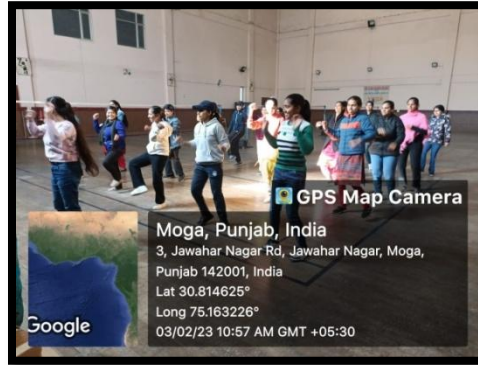 GPS Map Camera
Moga, Punjab, India
3, Jawahar Nagar Rd, Jawahar Nagar, Moga,
Punjab 142001, India
Lat 30.814625°
Long 75.163226°
03/02/23 10:57 AM GMT +05:30
Google